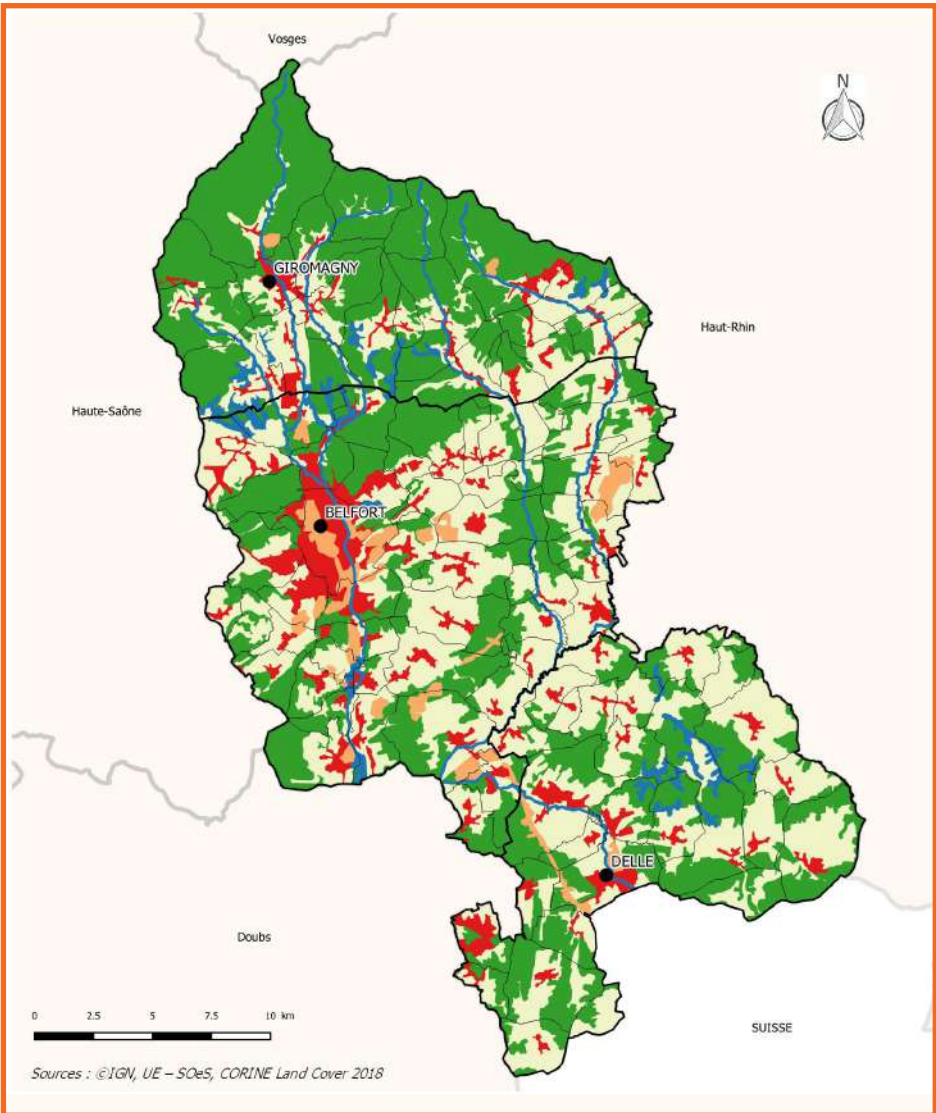 Vosges
N
GIROMAGNY
Haut-Rhin
Haute-Saône
BELFORT
DELLE
Doubs
0 2.5 5 7.5 10 km
SUISSE
Sources : ©IGN, UE – SOeS, CORINE Land Cover 2018